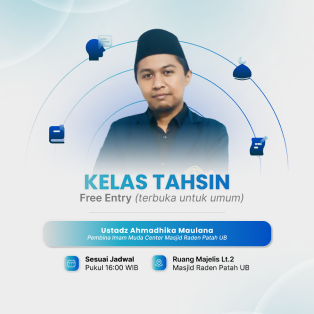 KELAS TAHSIN
Free Entry (terbuka untuk umum)
Ustadz Ahmadhika Maulana
Pembina Imam Muda Center Masjid Raden Patah UB
Sesuai Jadwal
Pukul 16:00 WIB
Ruang Majelis Lt.2
Masjid Raden Patah UB